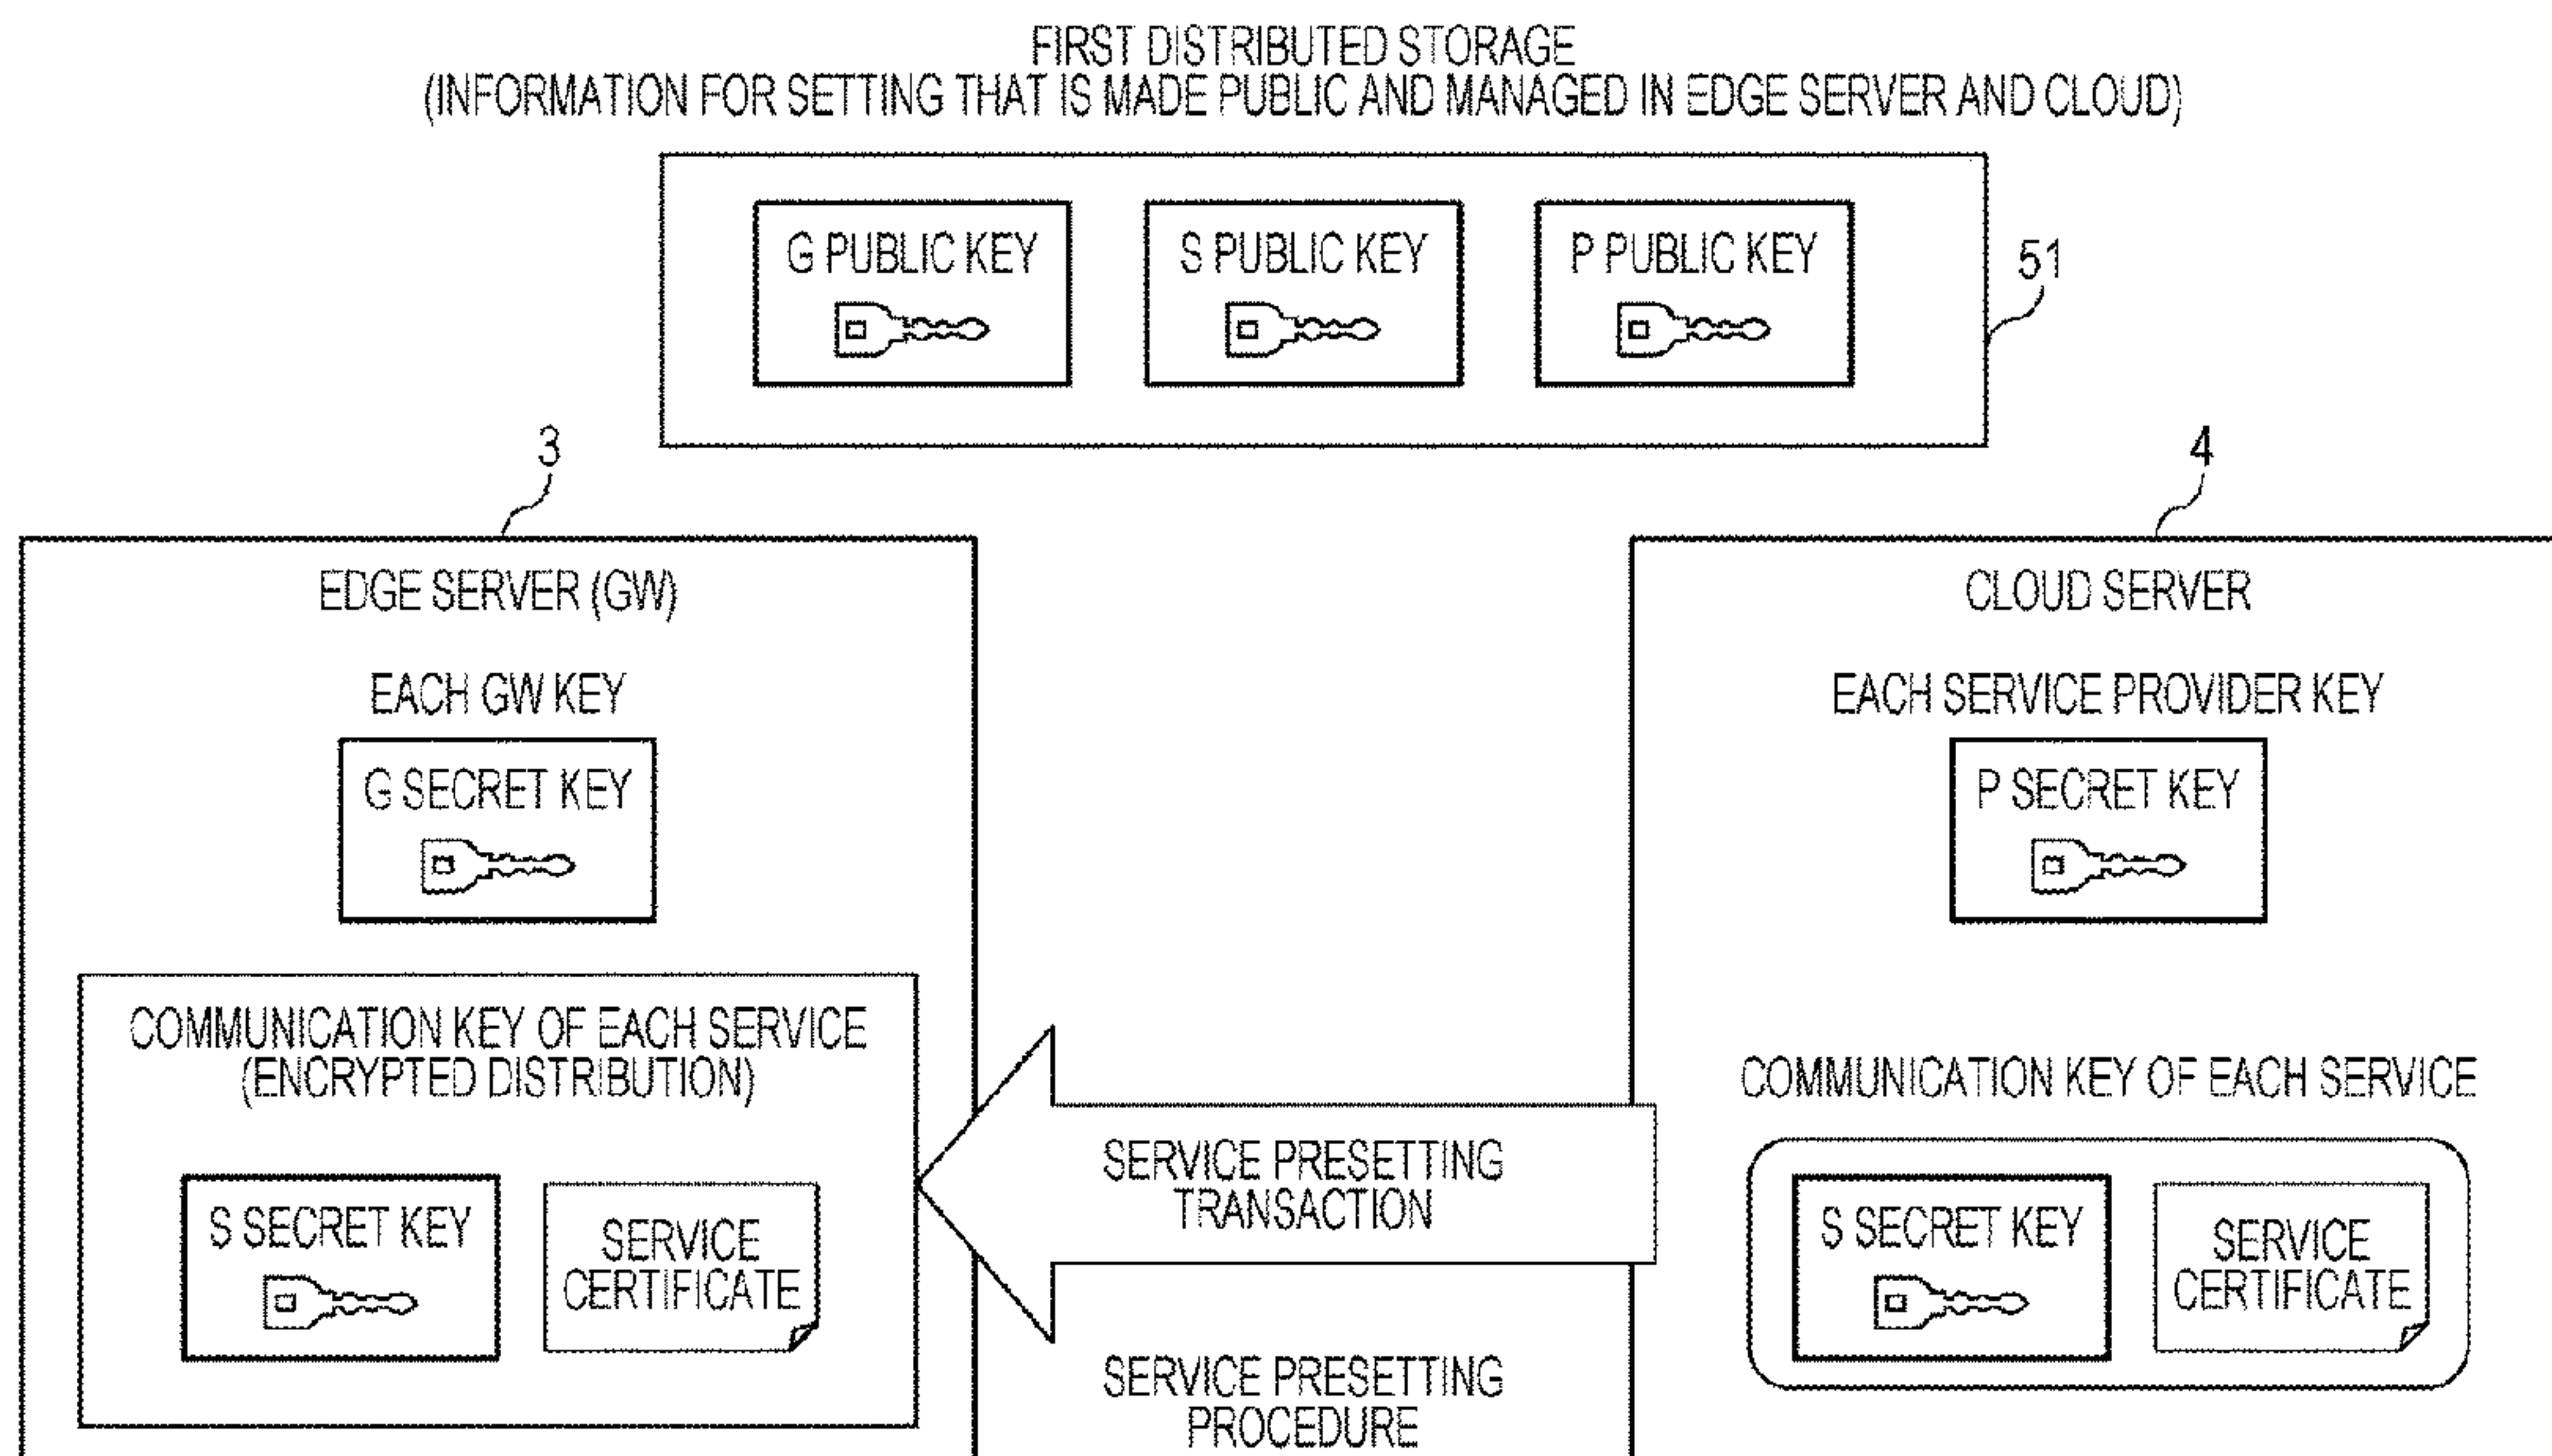 FIRST DISTRIBUTED STORAGE
(INFORMATION FOR SETTING THAT IS MADE PUBLIC AND MANAGED IN EDGE SERVER AND CLOUD)
G PUBLIC KEY
S PUBLIC KEY
P PUBLIC KEY
51
3
4
EDGE SERVER (GW)
EACH GW KEY
G SECRET KEY
COMMUNICATION KEY OF EACH SERVICE
(ENCRYPTED DISTRIBUTION)
S SECRET KEY
SERVICE
CERTIFICATE
SERVICE PRESETTING
TRANSACTION
SERVICE PRESETTING
PROCEDURE
CLOUD SERVER
EACH SERVICE PROVIDER KEY
P SECRET KEY
COMMUNICATION KEY OF EACH SERVICE
S SECRET KEY
SERVICE
CERTIFICATE